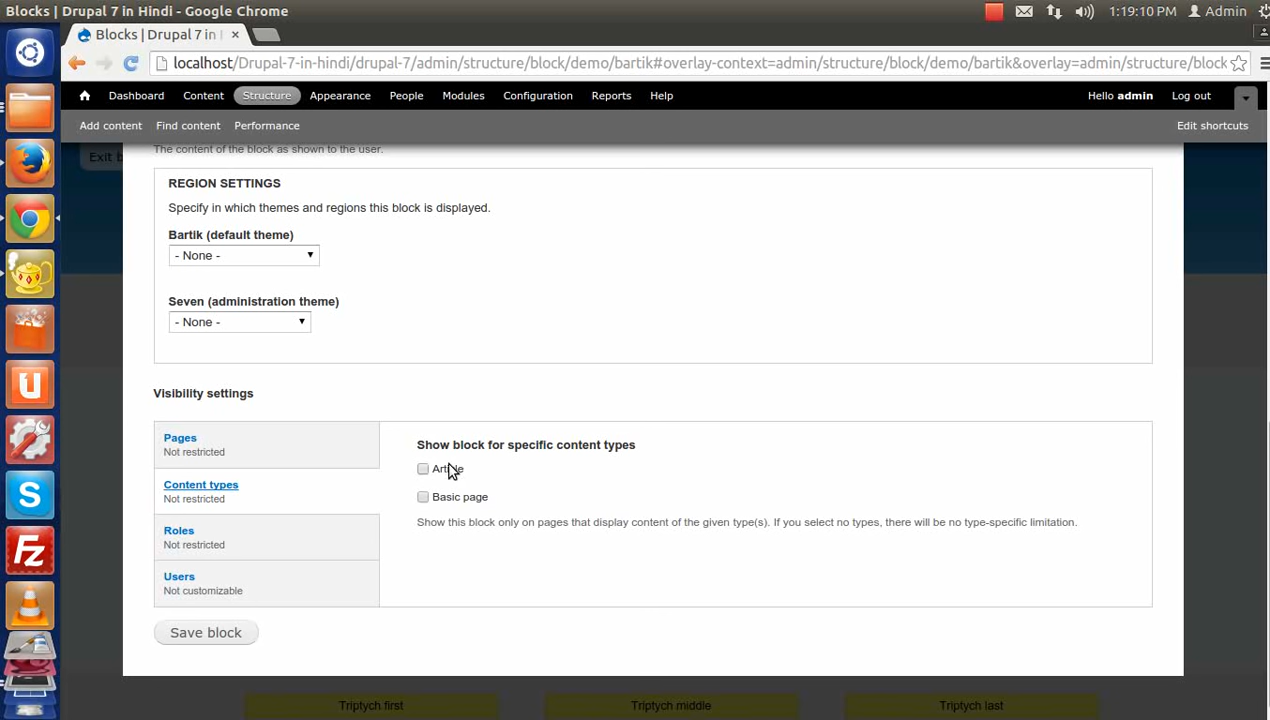 Blocks | Drupal 7 in Hindi - Google Chrome
1:19:10 PM
Admin
Blocks | Drupal 7 in
localhost/Drupal-7-in-hindi/drupal-7/admin/structure/block/demo/bartik#overlay-context=admin/structure/block/demo/bartik&overlay=admin/structure/block
Dashboard Content Structure Appearance People Modules Configuration Reports Help
Hello admin Log out
Add content Find content Performance
Edit shortcuts
Exit b
The content of the block as shown to the user.
REGION SETTINGS
Specify in which themes and regions this block is displayed.
Bartik (default theme)
- None -
Seven (administration theme)
- None -
Visibility settings
Pages
Not restricted
Content types
Not restricted
Roles
Not restricted
Users
Not customizable
Show block for specific content types
Article
Basic page
Show this block only on pages that display content of the given type(s). If you select no types, there will be no type-specific limitation.
Save block
Triptych first
Triptych middle
Triptych last